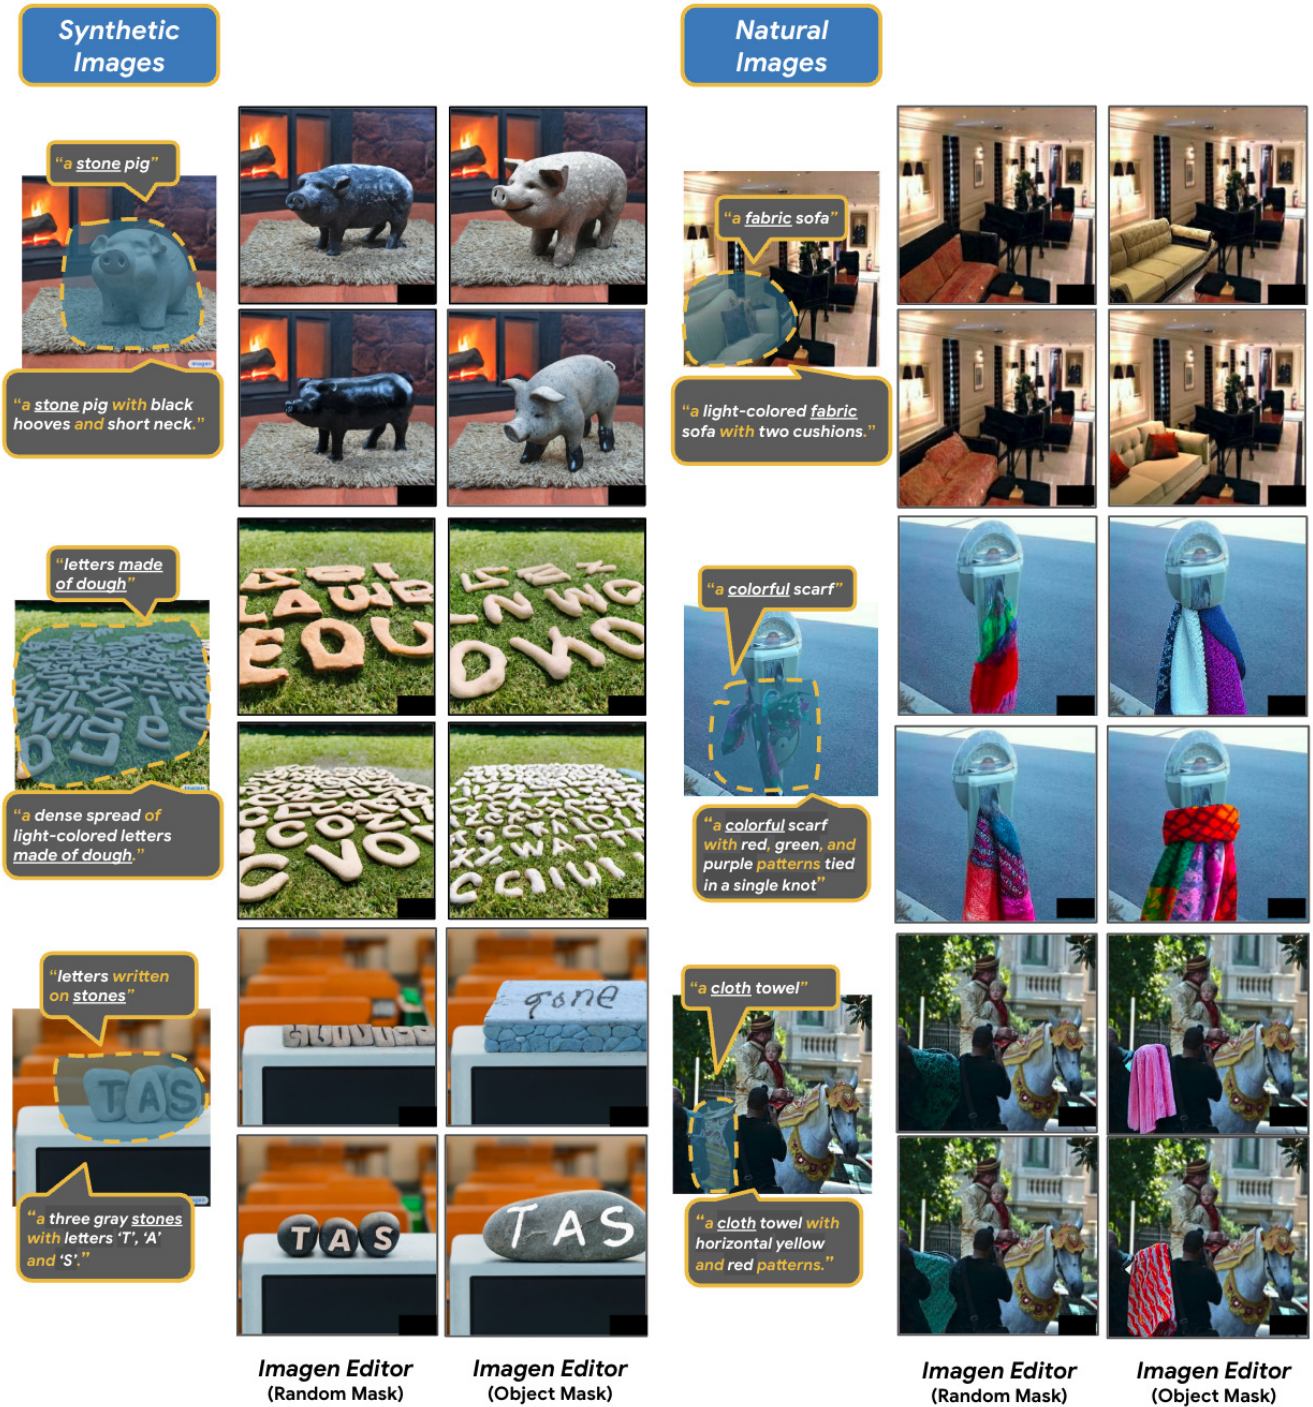 Synthetic
Images
Natural
Images
“a stone pig”
“a stone pig with black
hooves and short neck.”
“a fabric sofa”
“a light-colored fabric
sofa with two cushions.”
“letters made
of dough”
“a dense spread of
light-colored letters
made of dough.”
“a colorful scarf”
“a colorful scarf
with red, green, and
purple patterns tied
in a single knot”
“letters written
on stones”
TAS
“a three gray stones
with letters ‘T’, ‘A’
and ‘S’.”
TAS
TAS
“a cloth towel”
“a cloth towel with
horizontal yellow
and red patterns.”
Imagen Editor
(Random Mask)
Imagen Editor
(Object Mask)
Imagen Editor
(Random Mask)
Imagen Editor
(Object Mask)